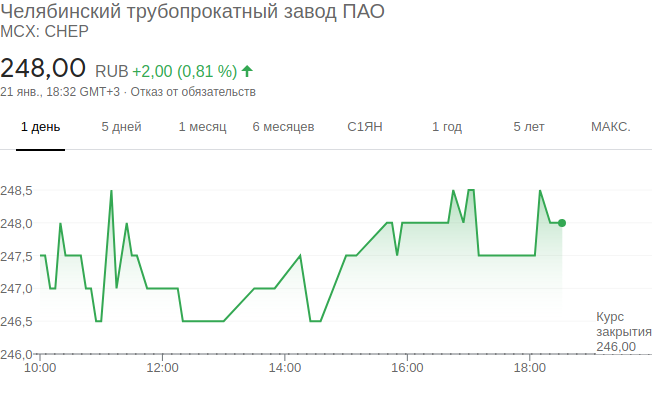 Челябинский трубопрокатный завод ПАО
MCX: CHEP
248,00 RUB +2,00 (0,81 %)
21 янв., 18:32 GMT+3 · Отказ от обязательств
1 день 5 дней 1 месяц 6 месяцев С1ЯН 1 год 5 лет МАКС.
248,5
248,0
247,5
247,0
246,5
Курс
закрытия
246,00
246,0
10:00 12:00 14:00 16:00 18:00